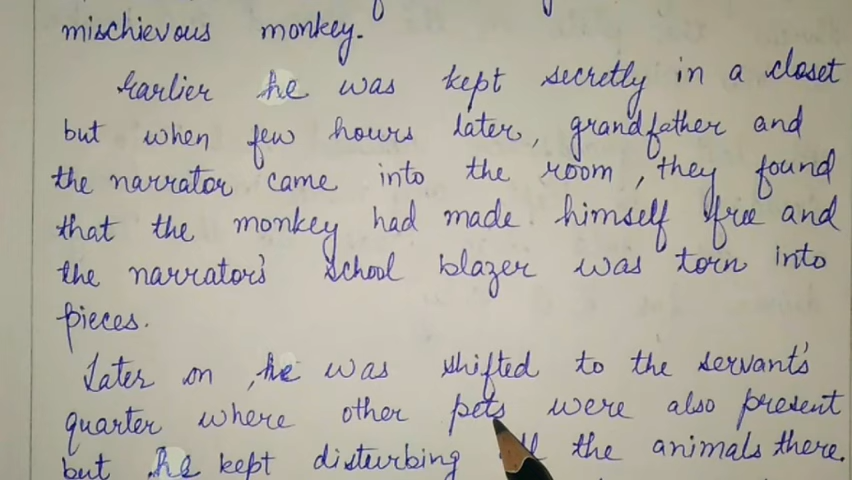 mischievous monkey.
Earlier he was kept secretly in a closet
but when few hours later, grandfather and
the narrator came into the room, they found
that the monkey had made himself free and
the narrator's school blazer was torn into
pieces.
Later on, he was shifted to the servant's
quarter where other pets were also present
but he kept disturbing the animals there.